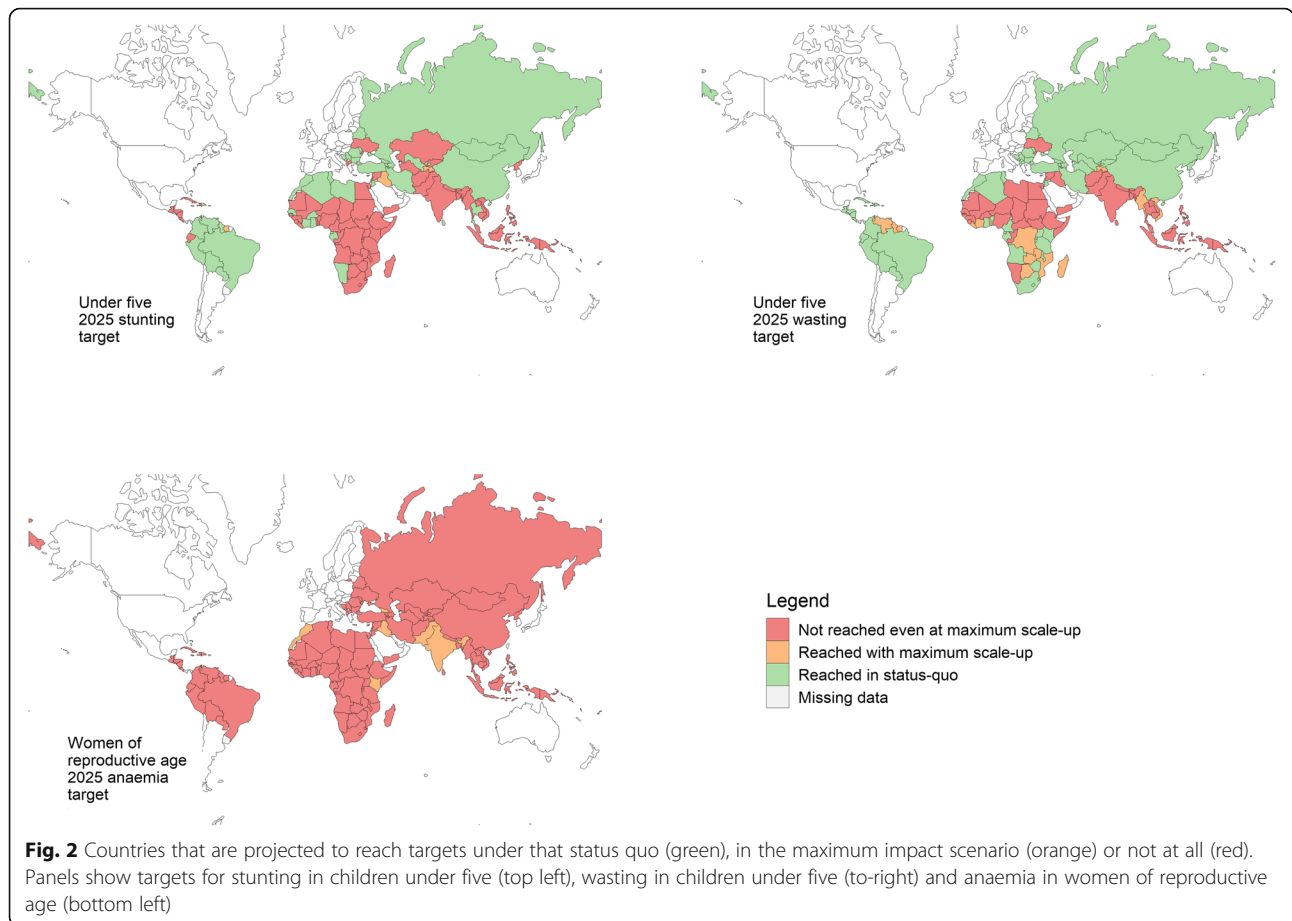 Under five
2025 stunting
target
Under five
2025 wasting
target
Women of
reproductive age
2025 anaemia
target
Legend
Not reached even at maximum scale-up
Reached with maximum scale-up
Reached in status-quo
Missing data
Fig. 2 Countries that are projected to reach targets under that status quo (green), in the maximum impact scenario (orange) or not at all (red).
Panels show targets for stunting in children under five (top left), wasting in children under five (to-right) and anaemia in women of reproductive
age (bottom left)